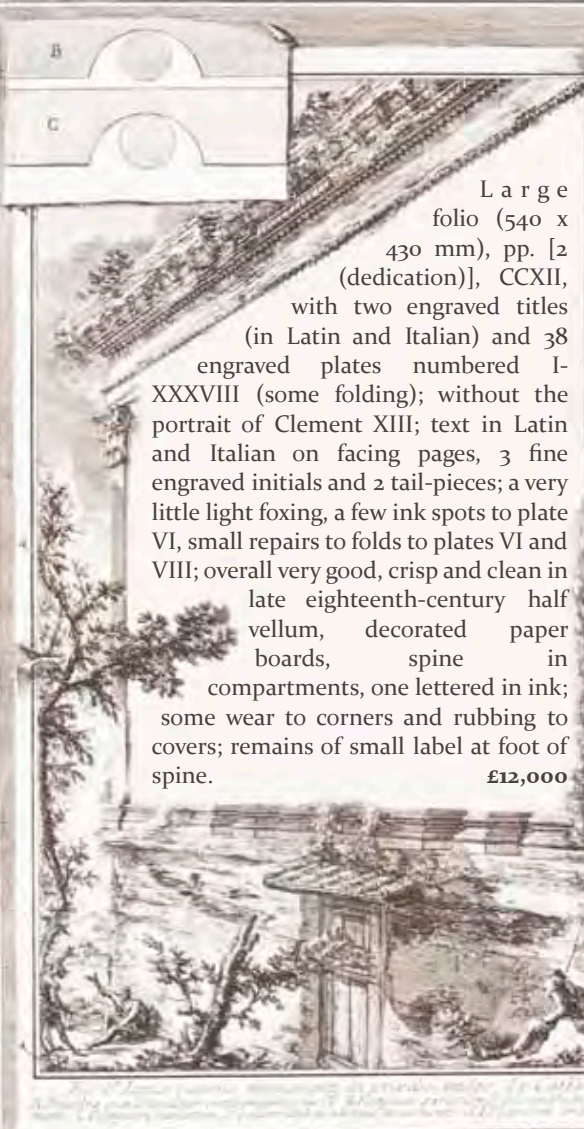 B
C
Large
folio (540 x
430 mm), pp. [2
(dedication)], CCXII,
with two engraved titles
(in Latin and Italian) and 38
engraved plates numbered I-
XXXVIII (some folding); without the
portrait of Clement XIII; text in Latin
and Italian on facing pages, 3 fine
engraved initials and 2 tail-pieces; a very
little light foxing, a few ink spots to plate
VI, small repairs to folds to plates VI and
VIII; overall very good, crisp and clean in
late eighteenth-century half
vellum, decorated paper
boards, spine in
compartments, one lettered in ink;
some wear to corners and rubbing to
covers; remains of small label at foot of
spine. £12,000